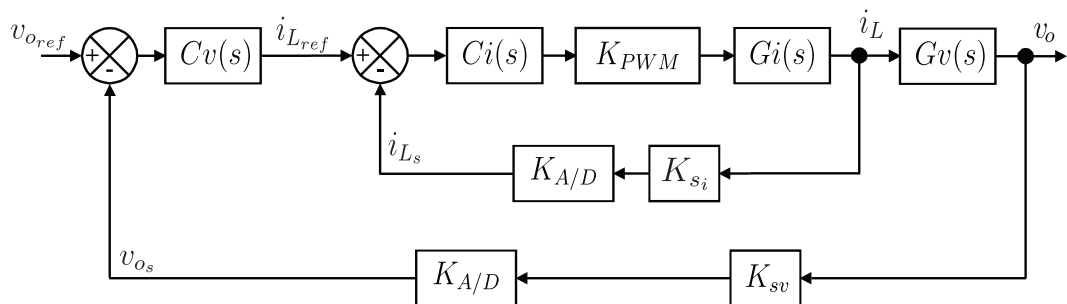 v_{o_{ref}}
+
-
Cv(s)
i_{L_{ref}}
+
-
Ci(s)
K_{PWM}
Gi(s)
i_L
Gv(s)
v_o
i_{L_s}
K_{A/D}
K_{s_i}
v_{o_s}
K_{A/D}
K_{sv}